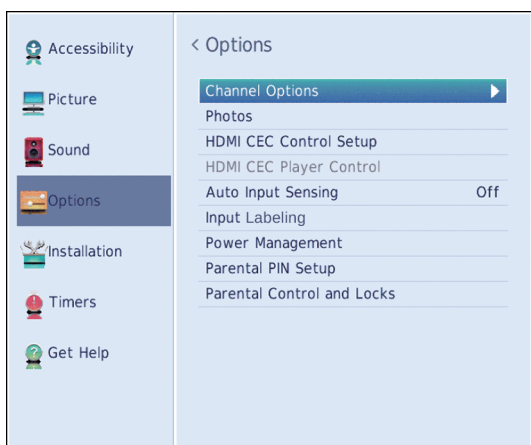 Accessibility
Picture
Sound
Options
Installation
Timers
Get Help
< Options
Channel Options
Photos
HDMI CEC Control Setup
HDMI CEC Player Control
Auto Input Sensing Off
Input Labeling
Power Management
Parental PIN Setup
Parental Control and Locks